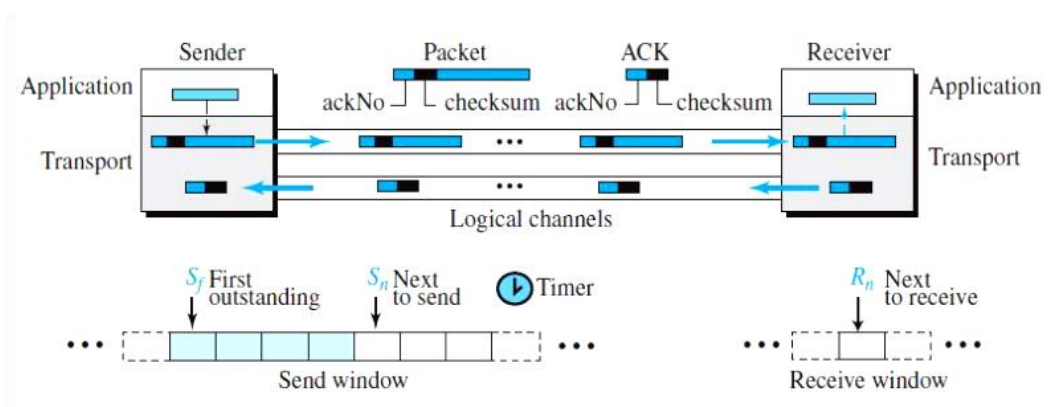 Sender Packet ACK Receiver
Application ackNo checksum ackNo checksum Application
Transport ••• Transport
•••
Logical channels
Sf First outstanding
Sn Next to send
Timer
Rn Next to receive
••• ••• ••• •••
Send window Receive window